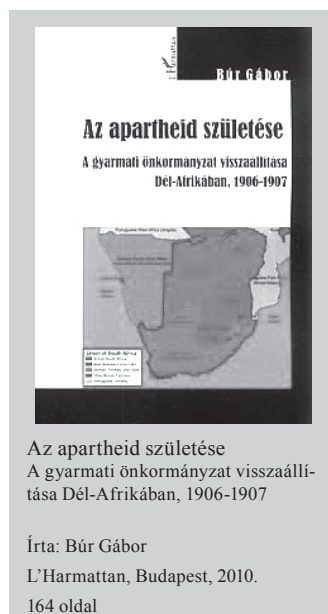 L'Harmattan
Búr Gábor
Az apartheid születése
A gyarmati önkormányzat visszaállítása
Dél-Afrikában, 1906-1907
Union of South Africa
Az apartheid születése
A gyarmati önkormányzat visszaállí-
tása Dél-Afrikában, 1906-1907
Írta: Búr Gábor
L’Harmattan, Budapest, 2010.
164 oldal